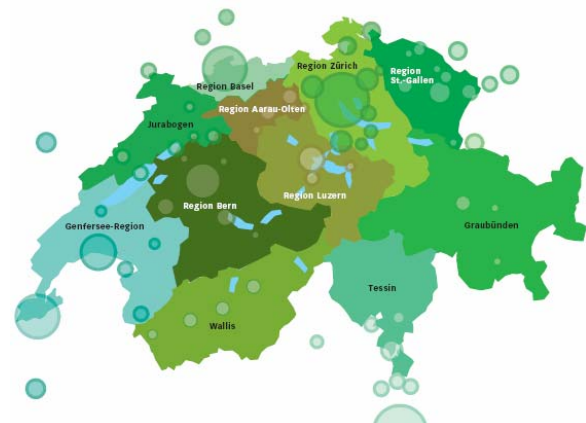 Region Zürich
Region
St.-Gallen
Region Basel
Region Aarau-Olten
Jurabogen
Region Luzern
Region Bern
Genfersee-Region
Graubünden
Tessin
Wallis